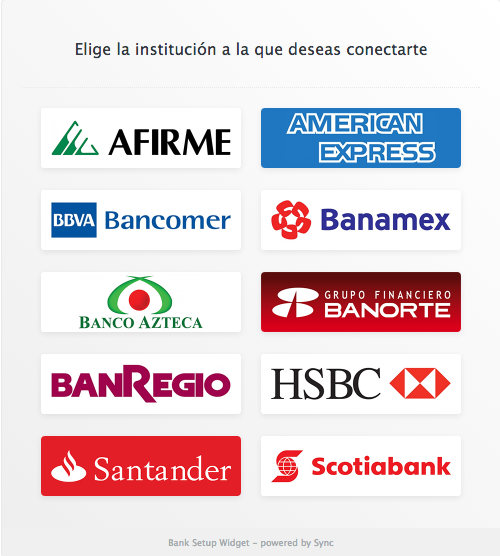 Elige la institución a la que deseas conectarte
AFIRME
AMERICAN
EXPRESS
BBVA Bancomer
Banamex
BANCO AZTECA
GRUPO FINANCIERO
BANORTE
BANREGIO
HSBC
Santander
Scotiabank
Bank Setup Widget – powered by Sync